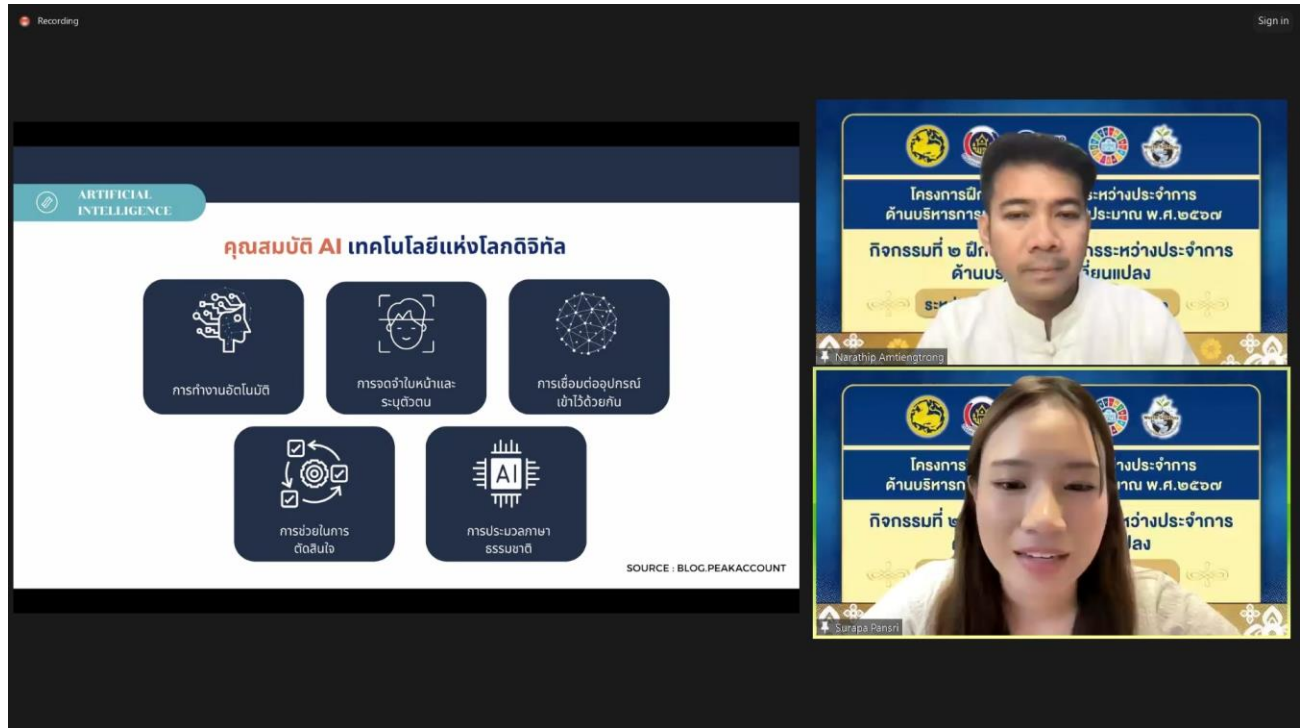 Recording
Sign in
ARTIFICIAL
INTELLIGENCE
คุณสมบัติ AI เทคโนโลยีแห่งโลกดิจิทัล
การทำงานอัตโนมัติ
การจดจำใบหน้าและ
ระบุตัวตน
การเชื่อมต่ออุปกรณ์
เข้าไว้ด้วยกัน
การช่วยในการ
ตัดสินใจ
AI
การประมวลภาษา
ธรรมชาติ
SOURCE : BLOG.PEAKACCOUNT
โครงการฝึ ะหว่างประจำการ
ด้านบริหารการ ประมาณ พ.ศ.๒๕๖๗
กิจกรรมที่ ๒ ฝึก กรระหว่างประจำการ
ด้านบร ลี่ยนแปลง
ระห
Narathip Amtiengtrong
โครงการ างประจำการ
ด้านบริหารก าณ พ.ศ.๒๕๖๗
กิจกรรมที่ ๒ หว่างประจำการ
ปลง
Surapa Pansri